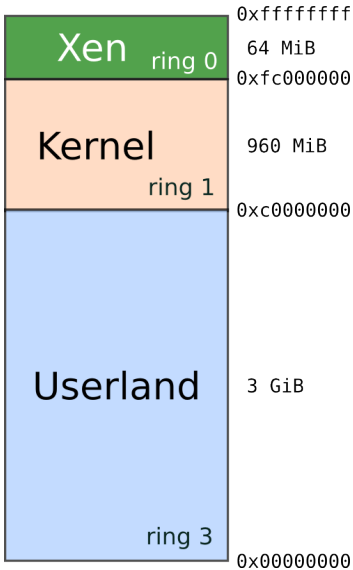 0xffffffff
Xen
64 MiB
ring 0
0xfc000000
Kernel
960 MiB
ring 1
0xc0000000
Userland
3 GiB
ring 3
0x00000000